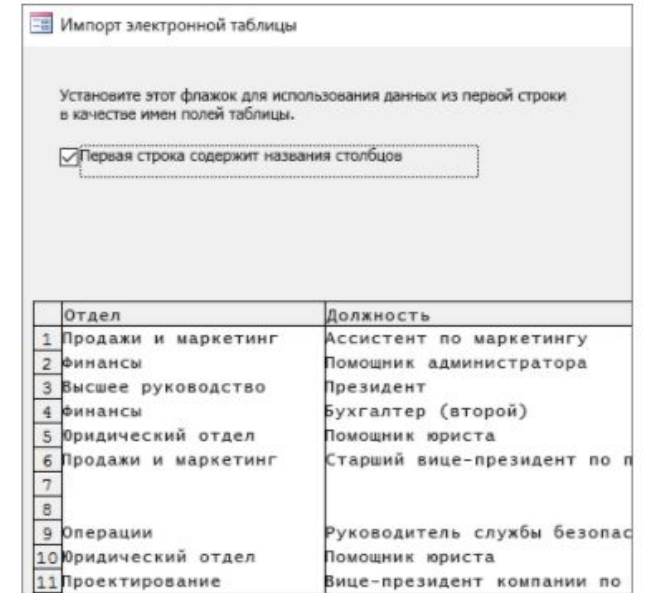 Импорт электронной таблицы
Установите этот флажок для использования данных из первой строки
в качестве имен полей таблицы.
Первая строка содержит названия столбцов
Отдел Должность
1 Продажи и маркетинг Ассистент по маркетингу
2 Финансы Помощник администратора
3 Высшее руководство Президент
4 Финансы Бухгалтер (второй)
5 Юридический отдел Помощник юриста
6 Продажи и маркетинг Старший вице-президент по п
7
8
9 Операции Руководитель службы безопас
10 Юридический отдел Помощник юриста
11 Проектирование Вице-президент компании по